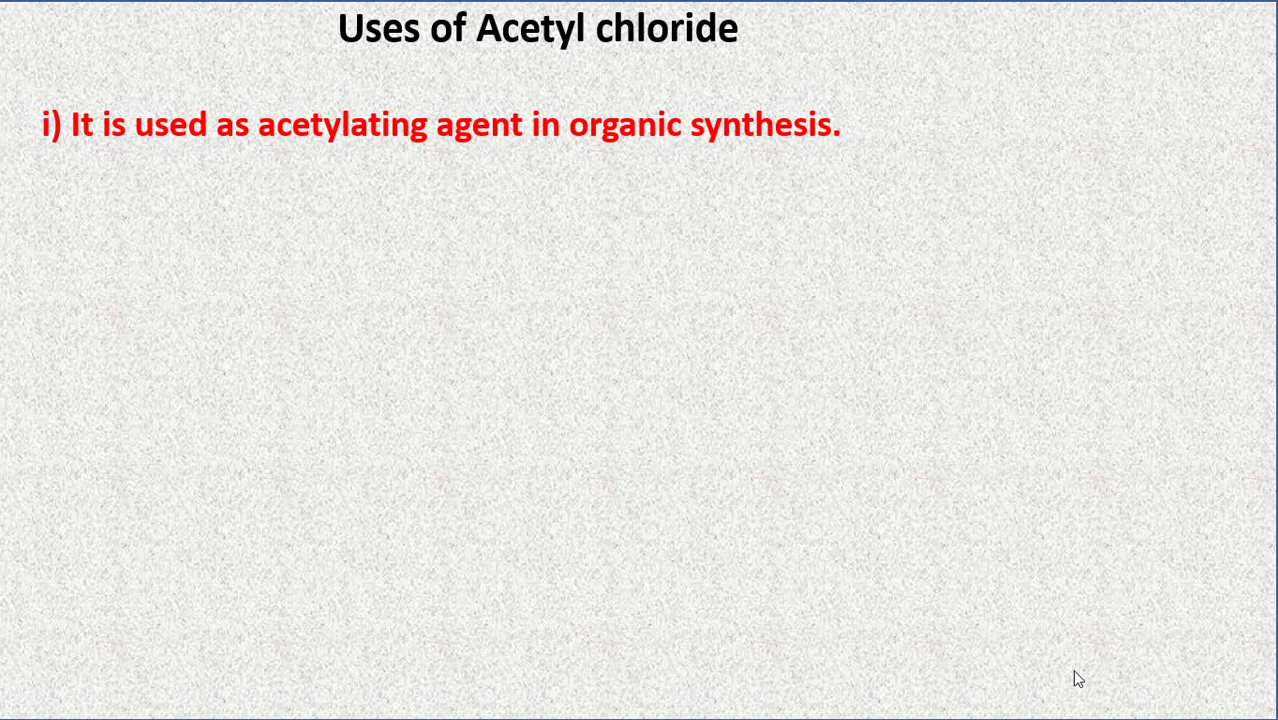 Uses of Acetyl chloride
i) It is used as acetylating agent in organic synthesis.